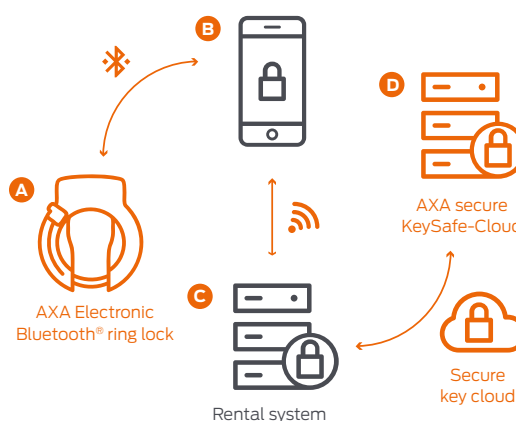 B
D
A
AXA secure
KeySafe-Cloud
AXA Electronic
Bluetooth® ring lock
C
Secure
key cloud
Rental system